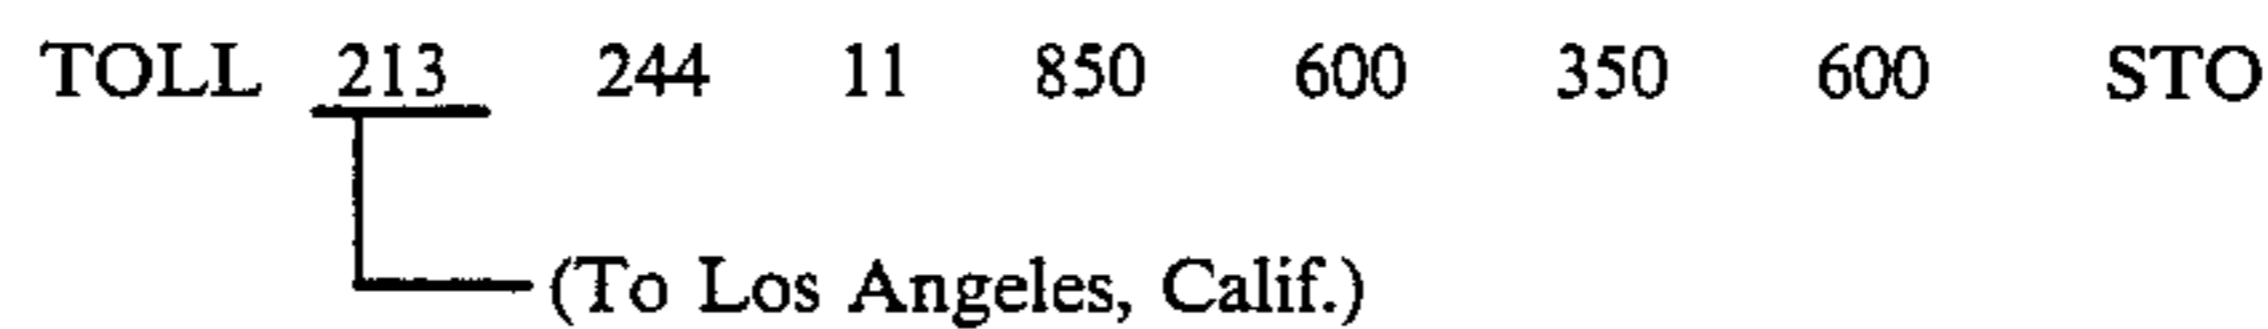 TOLL 213 244 11 850 600 350 600 STO
(To Los Angeles, Calif.)